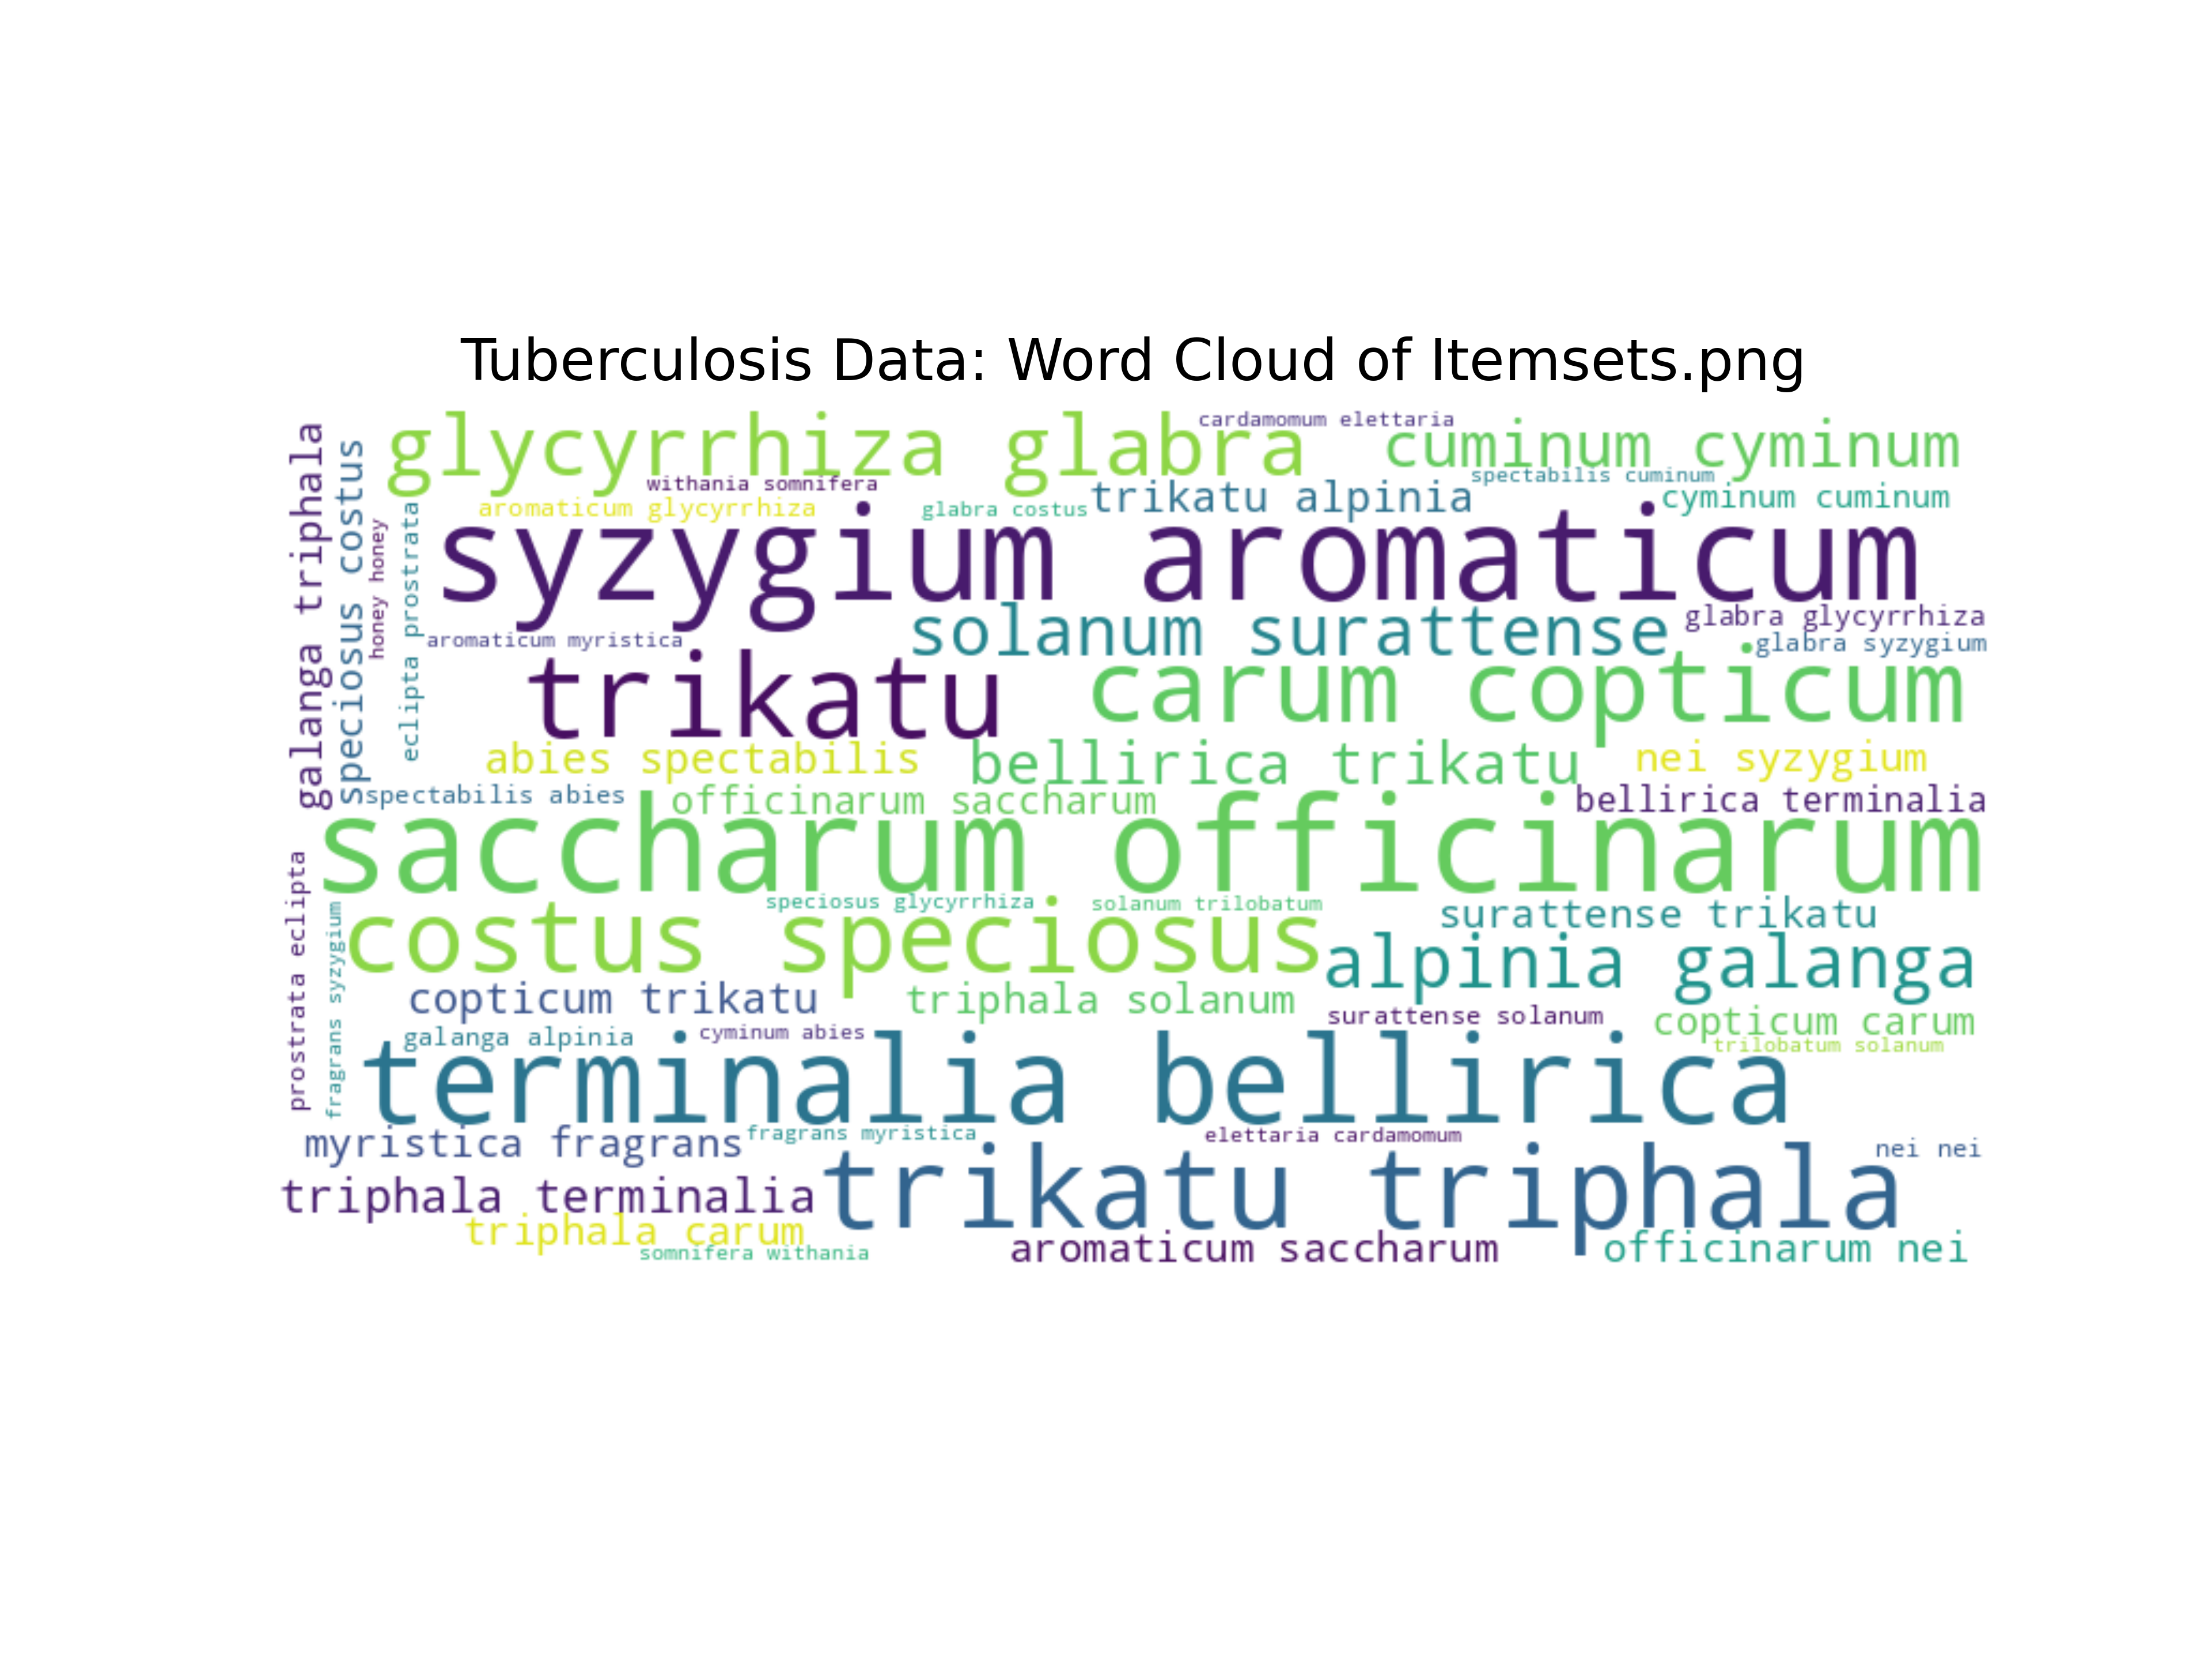 Tuberculosis Data: Word Cloud of Itemsets.png
glycyrrhiza glabra
cardamomum elettaria
cuminum cyminum
withania somnifera
spectabilis cuminum
aromaticum glycyrrhiza
glabra costus
trikatu alpinia
cyminum cuminum
galanga triphala
speciosus costus
honey honey
eclipta prostrata
syzygium aromaticum
aromaticum myristica
solanum surattense
glabra glycyrrhiza
glabra syzygium
trikatu
carum copticum
abies spectabilis
bellirica trikatu
nei syzygium
spectabilis abies
officinarum saccharum
bellirica terminalia
saccharum officinarum
prostrata eclipta
fragrans syzygium
speciosus glycyrrhiza
solanum trilobatum
costus speciosus
surattense trikatu
alpinia galanga
copticum trikatu
triphala solanum
surattense solanum
copticum carum
galanga alpinia
cyminum abies
trilobatum solanum
terminalia bellirica
myristica fragrans
fragrans myristica
elettaria cardamomum
nei nei
triphala terminalia
trikatu triphala
triphala carum
somnifera withania
aromaticum saccharum
officinarum nei